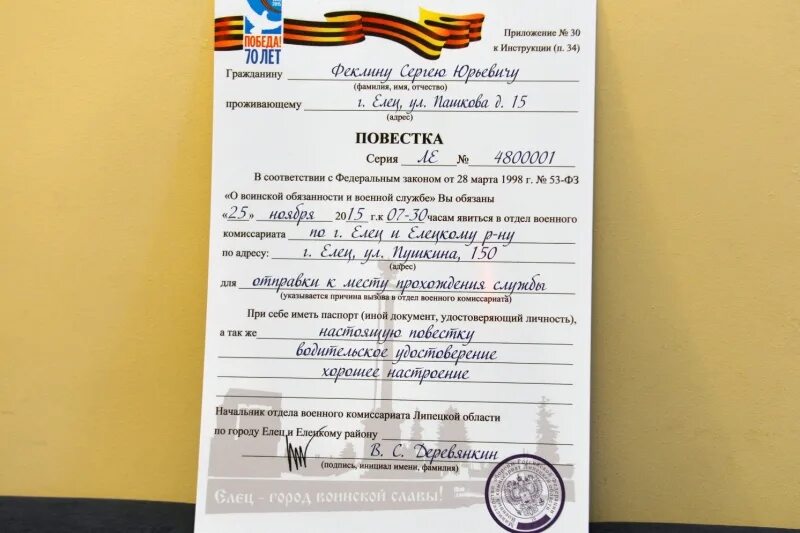 ПОБЕДА!
70 ЛЕТ
Приложение № 30
к Инструкции (п. 34)
Гражданину Феклину Сергею Юрьевичу
(фамилия, имя, отчество)
проживающему г. Елец, ул. Пашкова д. 15
(адрес)
ПОВЕСТКА
Серия ЛЕ № 4800001
В соответствии с Федеральным законом от 28 марта 1998 г. № 53-ФЗ
«О воинской обязанности и военной службе» Вы обязаны
«25» ноября 2015 г.к 07-30 часам явиться в отдел военного
комиссариата по г. Елец и Елецкому р-ну
по адресу: г. Елец, ул. Пушкина, 150
(адрес)
для отправки к месту прохождения службы
(указывается причина вызова в отдел военного комиссариата)
При себе иметь паспорт (иной документ, удостоверяющий личность),
а так же настоящую повестку
водительское удостоверение
хорошее настроение
Начальник отдела военного комиссариата Липецкой области
по городу Елец и Елецкому району
В. С. Деревянкин
(подпись, инициал имени, фамилия)
Елец - город воинской славы!